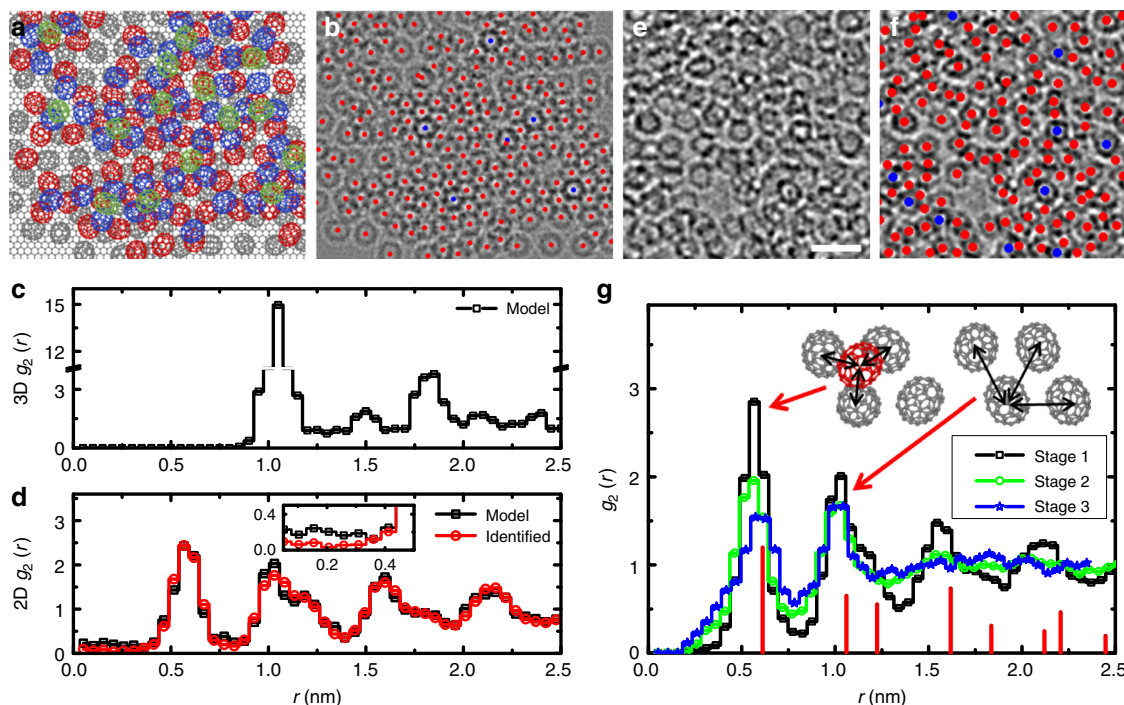 a
b
e
f
c
15
12
3
0
3D g2 (r)
Model
0.0 0.5 1.0 1.5 2.0 2.5
r (nm)
d
3
2
1
0
2D g2 (r)
0.4
0.0
0.2 0.4
Model
Identified
0.0 0.5 1.0 1.5 2.0 2.5
r (nm)
g
3
2
1
0
g2 (r)
Stage 1
Stage 2
Stage 3
0.0 0.5 1.0 1.5 2.0 2.5
r (nm)